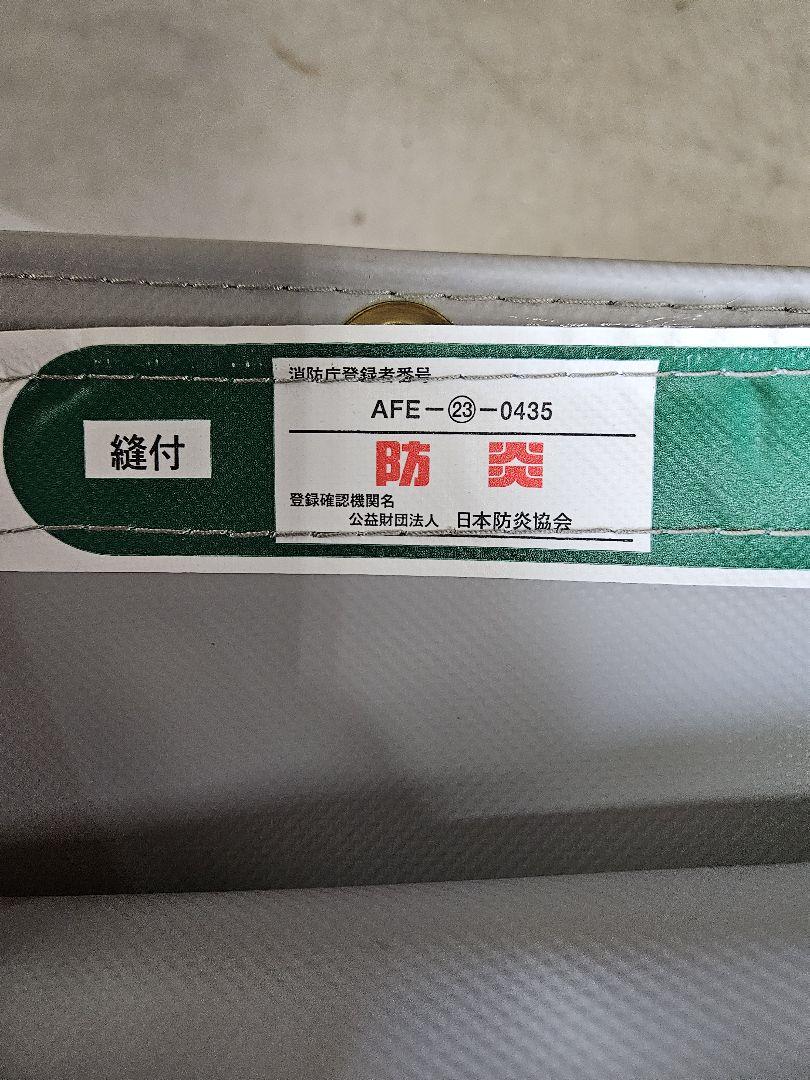 縫付
消防庁登録者番号
AFE-㉓-0435
防炎
登録確認機関名
公益財団法人 日本防炎協会